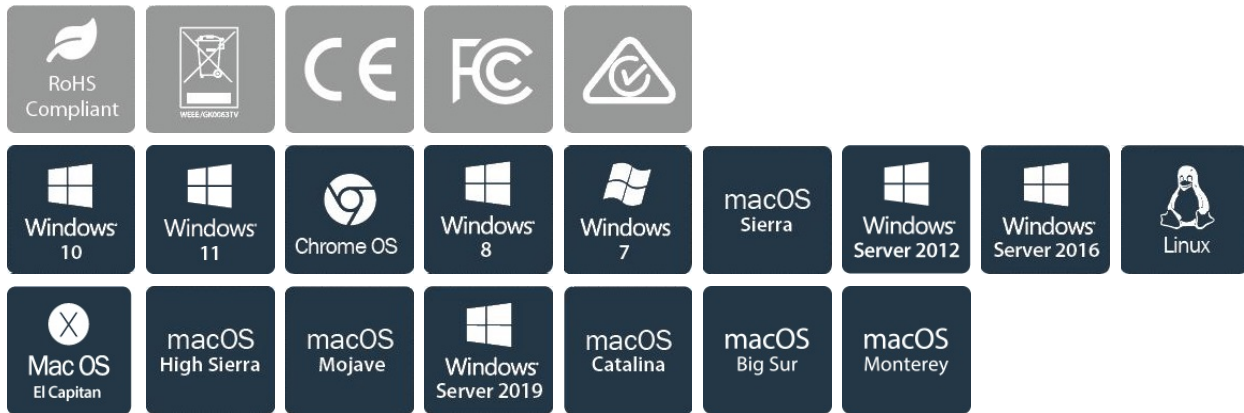 RoHS
Compliant
WEEE/GK0083TV
CE
FC
Windows
10
Windows
11
Chrome OS
Windows
8
Windows
7
macOS
Sierra
Windows
Server 2012
Windows
Server 2016
Linux
X
Mac OS
El Capitan
macOS
High Sierra
macOS
Mojave
Windows
Server 2019
macOS
Catalina
macOS
Big Sur
macOS
Monterey